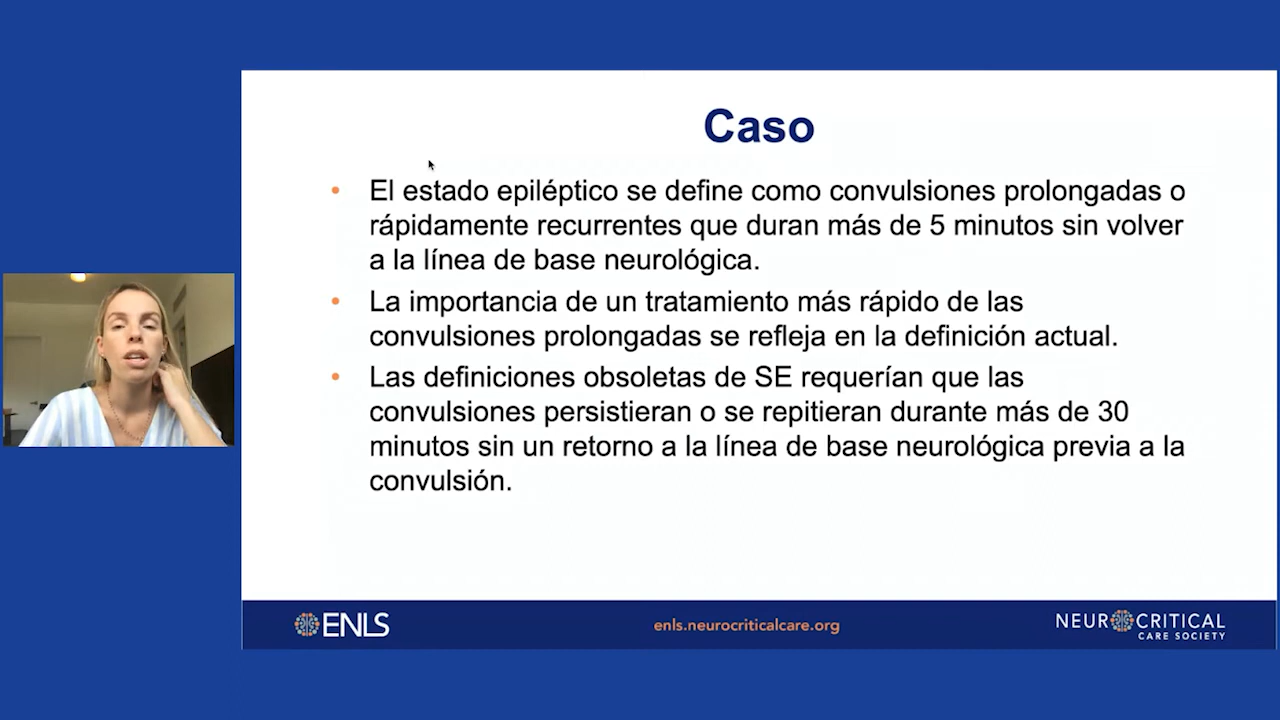 Caso
• El estado epiléptico se define como convulsiones prolongadas o
rápidamente recurrentes que duran más de 5 minutos sin volver
a la línea de base neurológica.
• La importancia de un tratamiento más rápido de las
convulsiones prolongadas se refleja en la definición actual.
• Las definiciones obsoletas de SE requerían que las
convulsiones persistieran o se repitieran durante más de 30
minutos sin un retorno a la línea de base neurológica previa a la
convulsión.
ENLS
enls.neurocriticalcare.org
NEUROCRITICAL
CARE SOCIETY